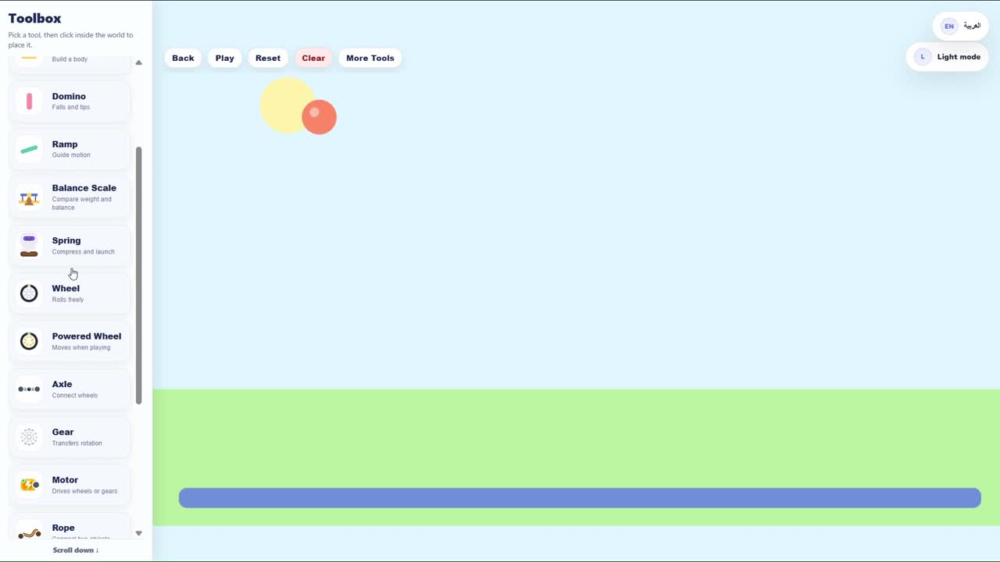 Toolbox
Pick a tool, then click inside the world to
place it.
Build a body
Domino
Falls and tips
Ramp
Guide motion
Balance Scale
Compare weight and
balance
Spring
Compress and launch
Wheel
Rolls freely
Powered Wheel
Moves when playing
Axle
Connect wheels
Gear
Transfers rotation
Motor
Drives wheels or gears
Rope
Connect two objects
Scroll down ↓
Back
Play
Reset
Clear
More Tools
EN العربية
L Light mode